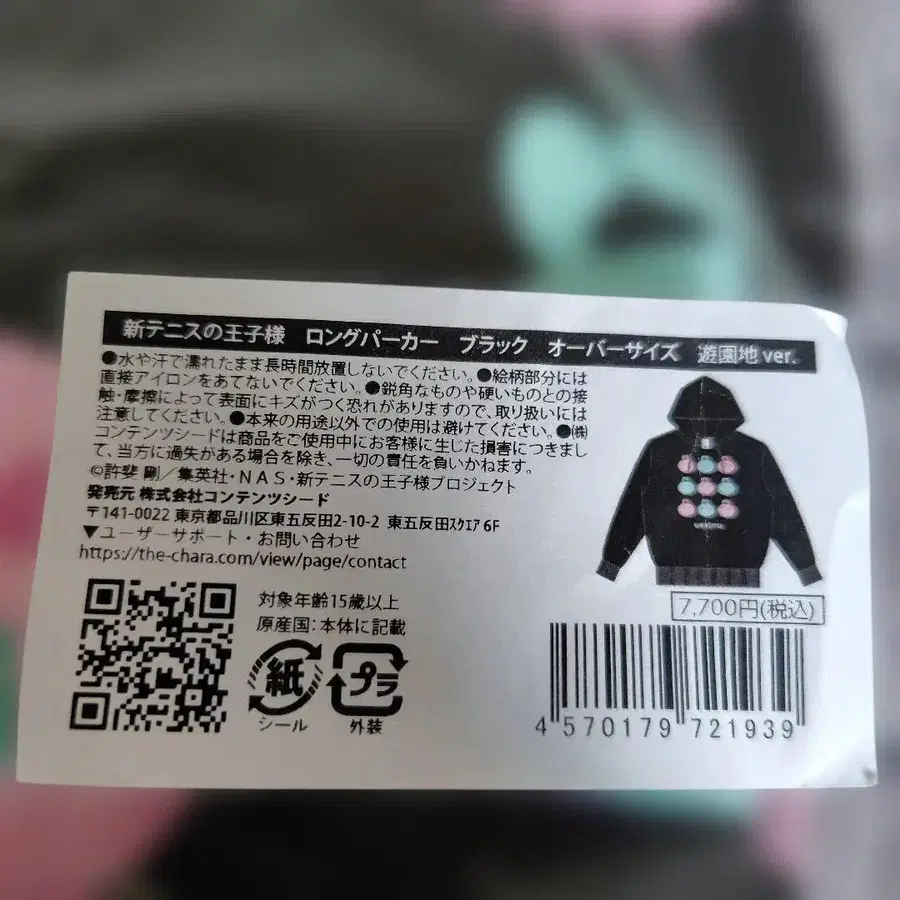 新テニスの王子様 ロングパーカー ブラック オーバーサイズ 遊園地 ver.
●水や汗で濡れたまま長時間放置しないでください。●絵柄部分には
直接アイロンをあてないでください。●鋭角なものや硬いものとの接
触・摩擦によって表面にキズがつく恐れがありますので、取り扱いには
注意してください。●本来の用途以外での使用は避けてください。●㈱
コンテンツシードは商品をご使用中にお客様に生じた損害につきまし
て、当方に過失がある場合を除き、一切の責任を負いかねます。
©許斐 剛／集英社・NAS・新テニスの王子様プロジェクト
発売元 株式会社コンテンツシード
〒141-0022 東京都品川区東五反田2-10-2 東五反田ｽｸｴｱ 6F
▼ユーザーサポート・お問い合わせ
https://the-chara.com/view/page/contact
対象年齢15歳以上
原産国：本体に記載
紙
シール
プラ
外装
7,700円(税込)
4 570179 721939